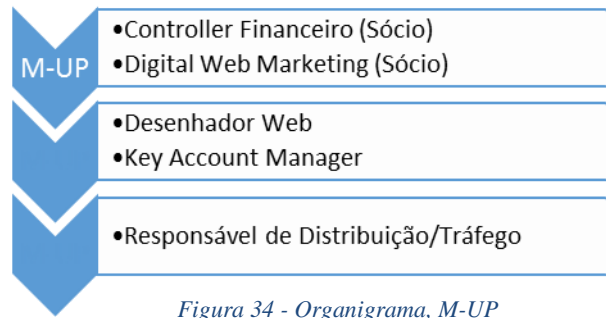 M-UP
•Controller Financeiro (Sócio)
•Digital Web Marketing (Sócio)
•Desenhador Web
•Key Account Manager
•Responsável de Distribuição/Tráfego
Figura 34 - Organigrama, M-UP